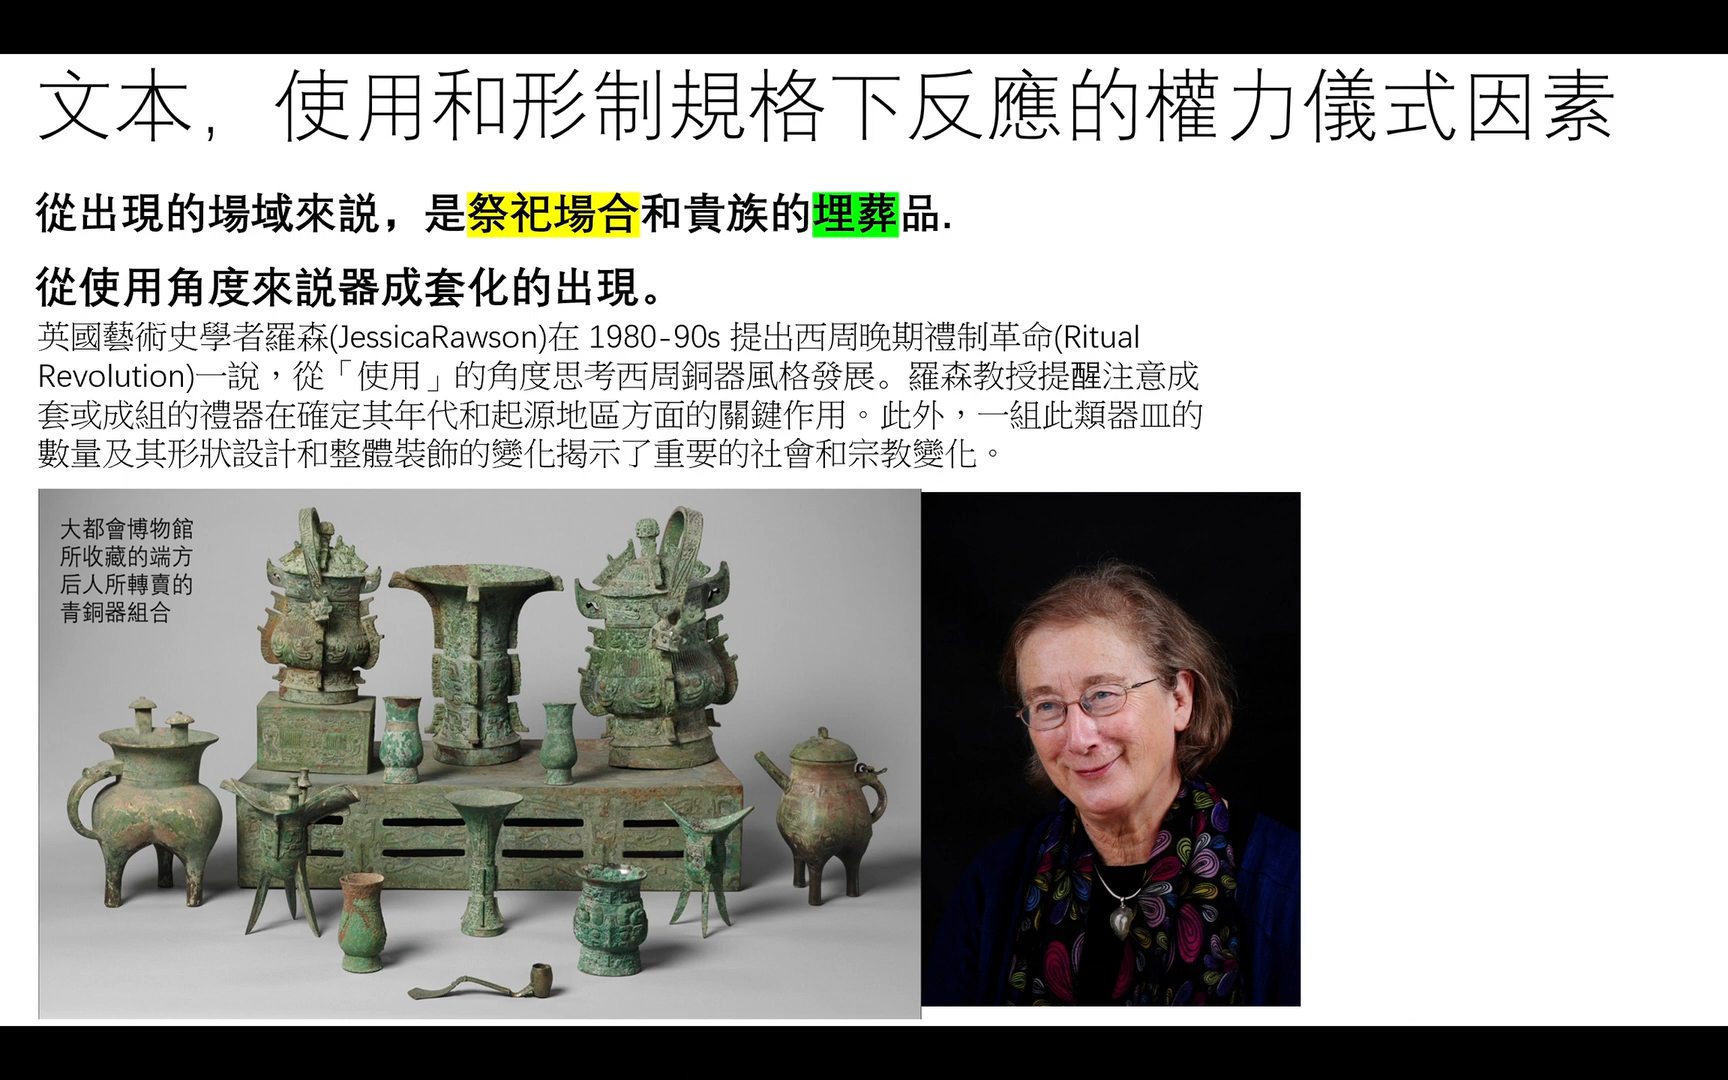 文本，使用和形制規格下反應的權力儀式因素
從出現的場域來説，是祭祀場合和貴族的埋葬品.
從使用角度來説器成套化的出現。
英國藝術史學者羅森(JessicaRawson)在 1980-90s 提出西周晚期禮制革命(Ritual
Revolution)一說，從「使用」的角度思考西周銅器風格發展。羅森教授提醒注意成
套或成組的禮器在確定其年代和起源地區方面的關鍵作用。此外，一組此類器皿的
數量及其形狀設計和整體裝飾的變化揭示了重要的社會和宗教變化。
大都會博物館
所收藏的端方
后人所轉賣的
青銅器組合